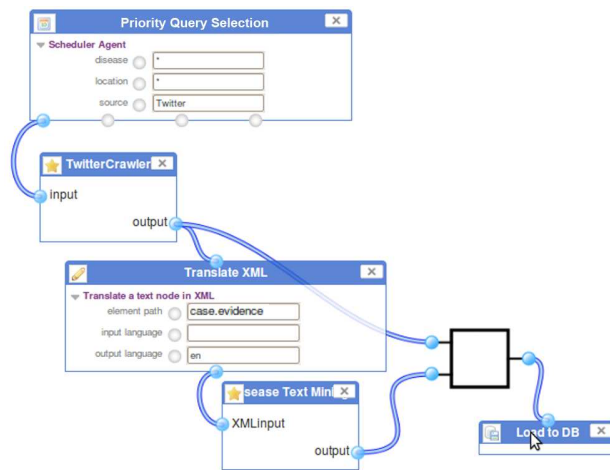 Priority Query Selection
Scheduler Agent
disease *
location *
source Twitter
TwitterCrawler
input
output
Translate XML
Translate a text node in XML
element path case.evidence
input language
output language en
sease Text Mini
XMLinput
output
Load to DB